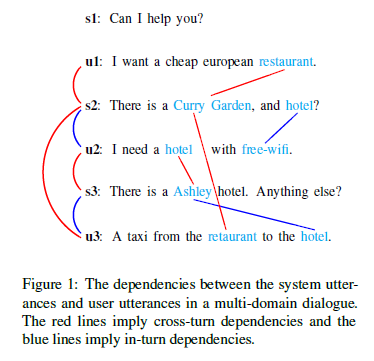 s1: Can I help you?
u1: I want a cheap european restaurant.
s2: There is a Curry Garden, and hotel?
u2: I need a hotel with free-wifi.
s3: There is a Ashley hotel. Anything else?
u3: A taxi from the retaurant to the hotel.
Figure 1: The dependencies between the system utter-
ances and user utterances in a multi-domain dialogue.
The red lines imply cross-turn dependencies and the
blue lines imply in-turn dependencies.